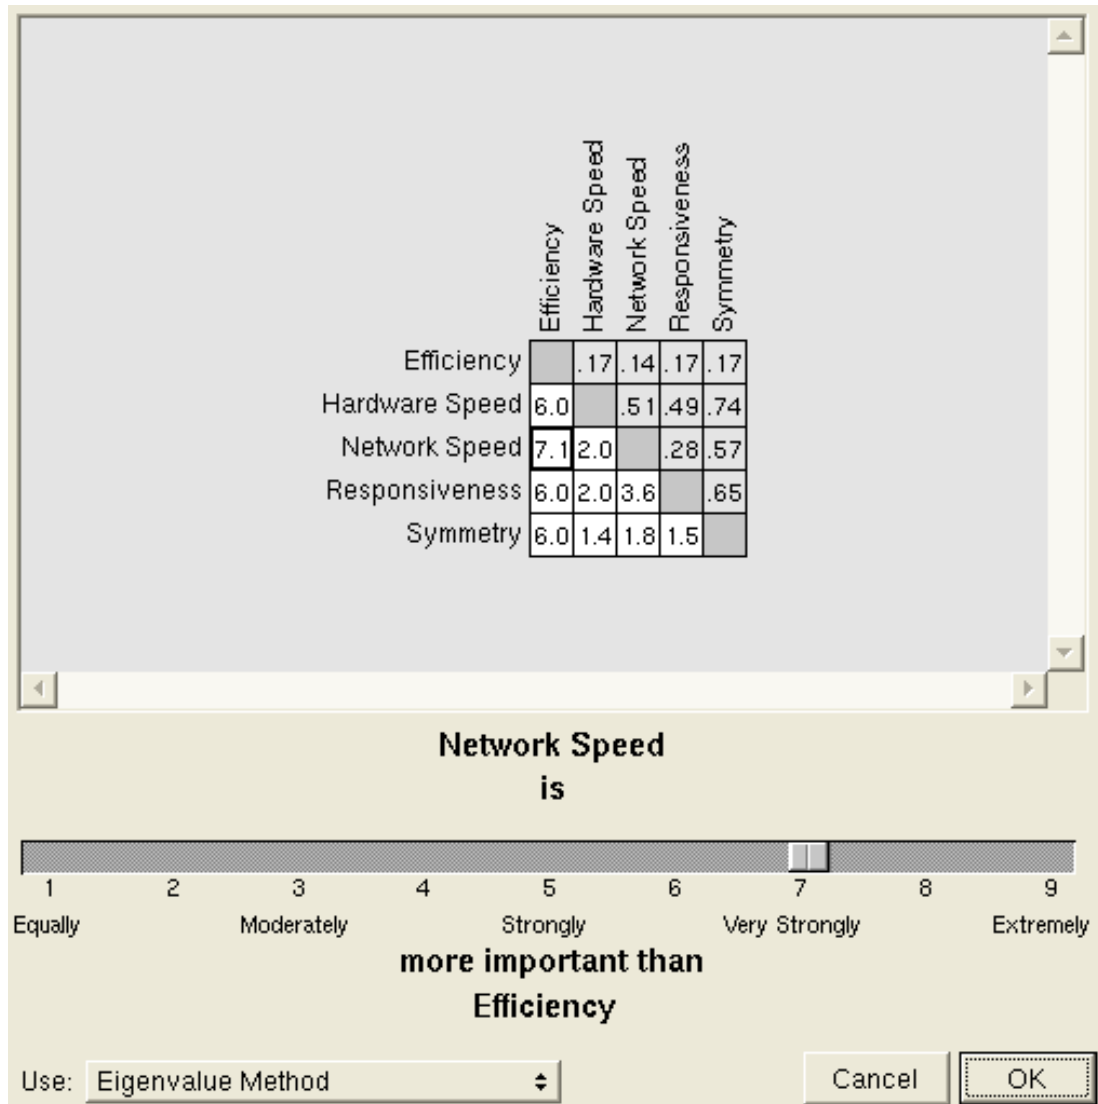 Efficiency Hardware Speed Network Speed Responsiveness Symmetry
Efficiency .17 .14 .17 .17
Hardware Speed 6.0 .51 .49 .74
Network Speed 7.1 2.0 .28 .57
Responsiveness 6.0 2.0 3.6 .65
Symmetry 6.0 1.4 1.8 1.5
Network Speed
is
1 2 3 4 5 6 7 8 9
Equally Moderately Strongly Very Strongly Extremely
more important than
Efficiency
Use: Eigenvalue Method Cancel OK